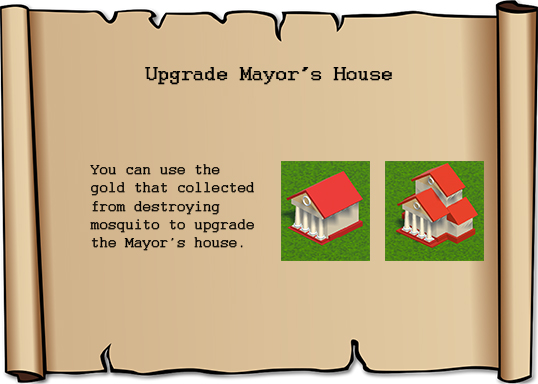 Upgrade Mayor's House
You can use the
gold that collected
from destroying
mosquito to upgrade
the Mayor's house.